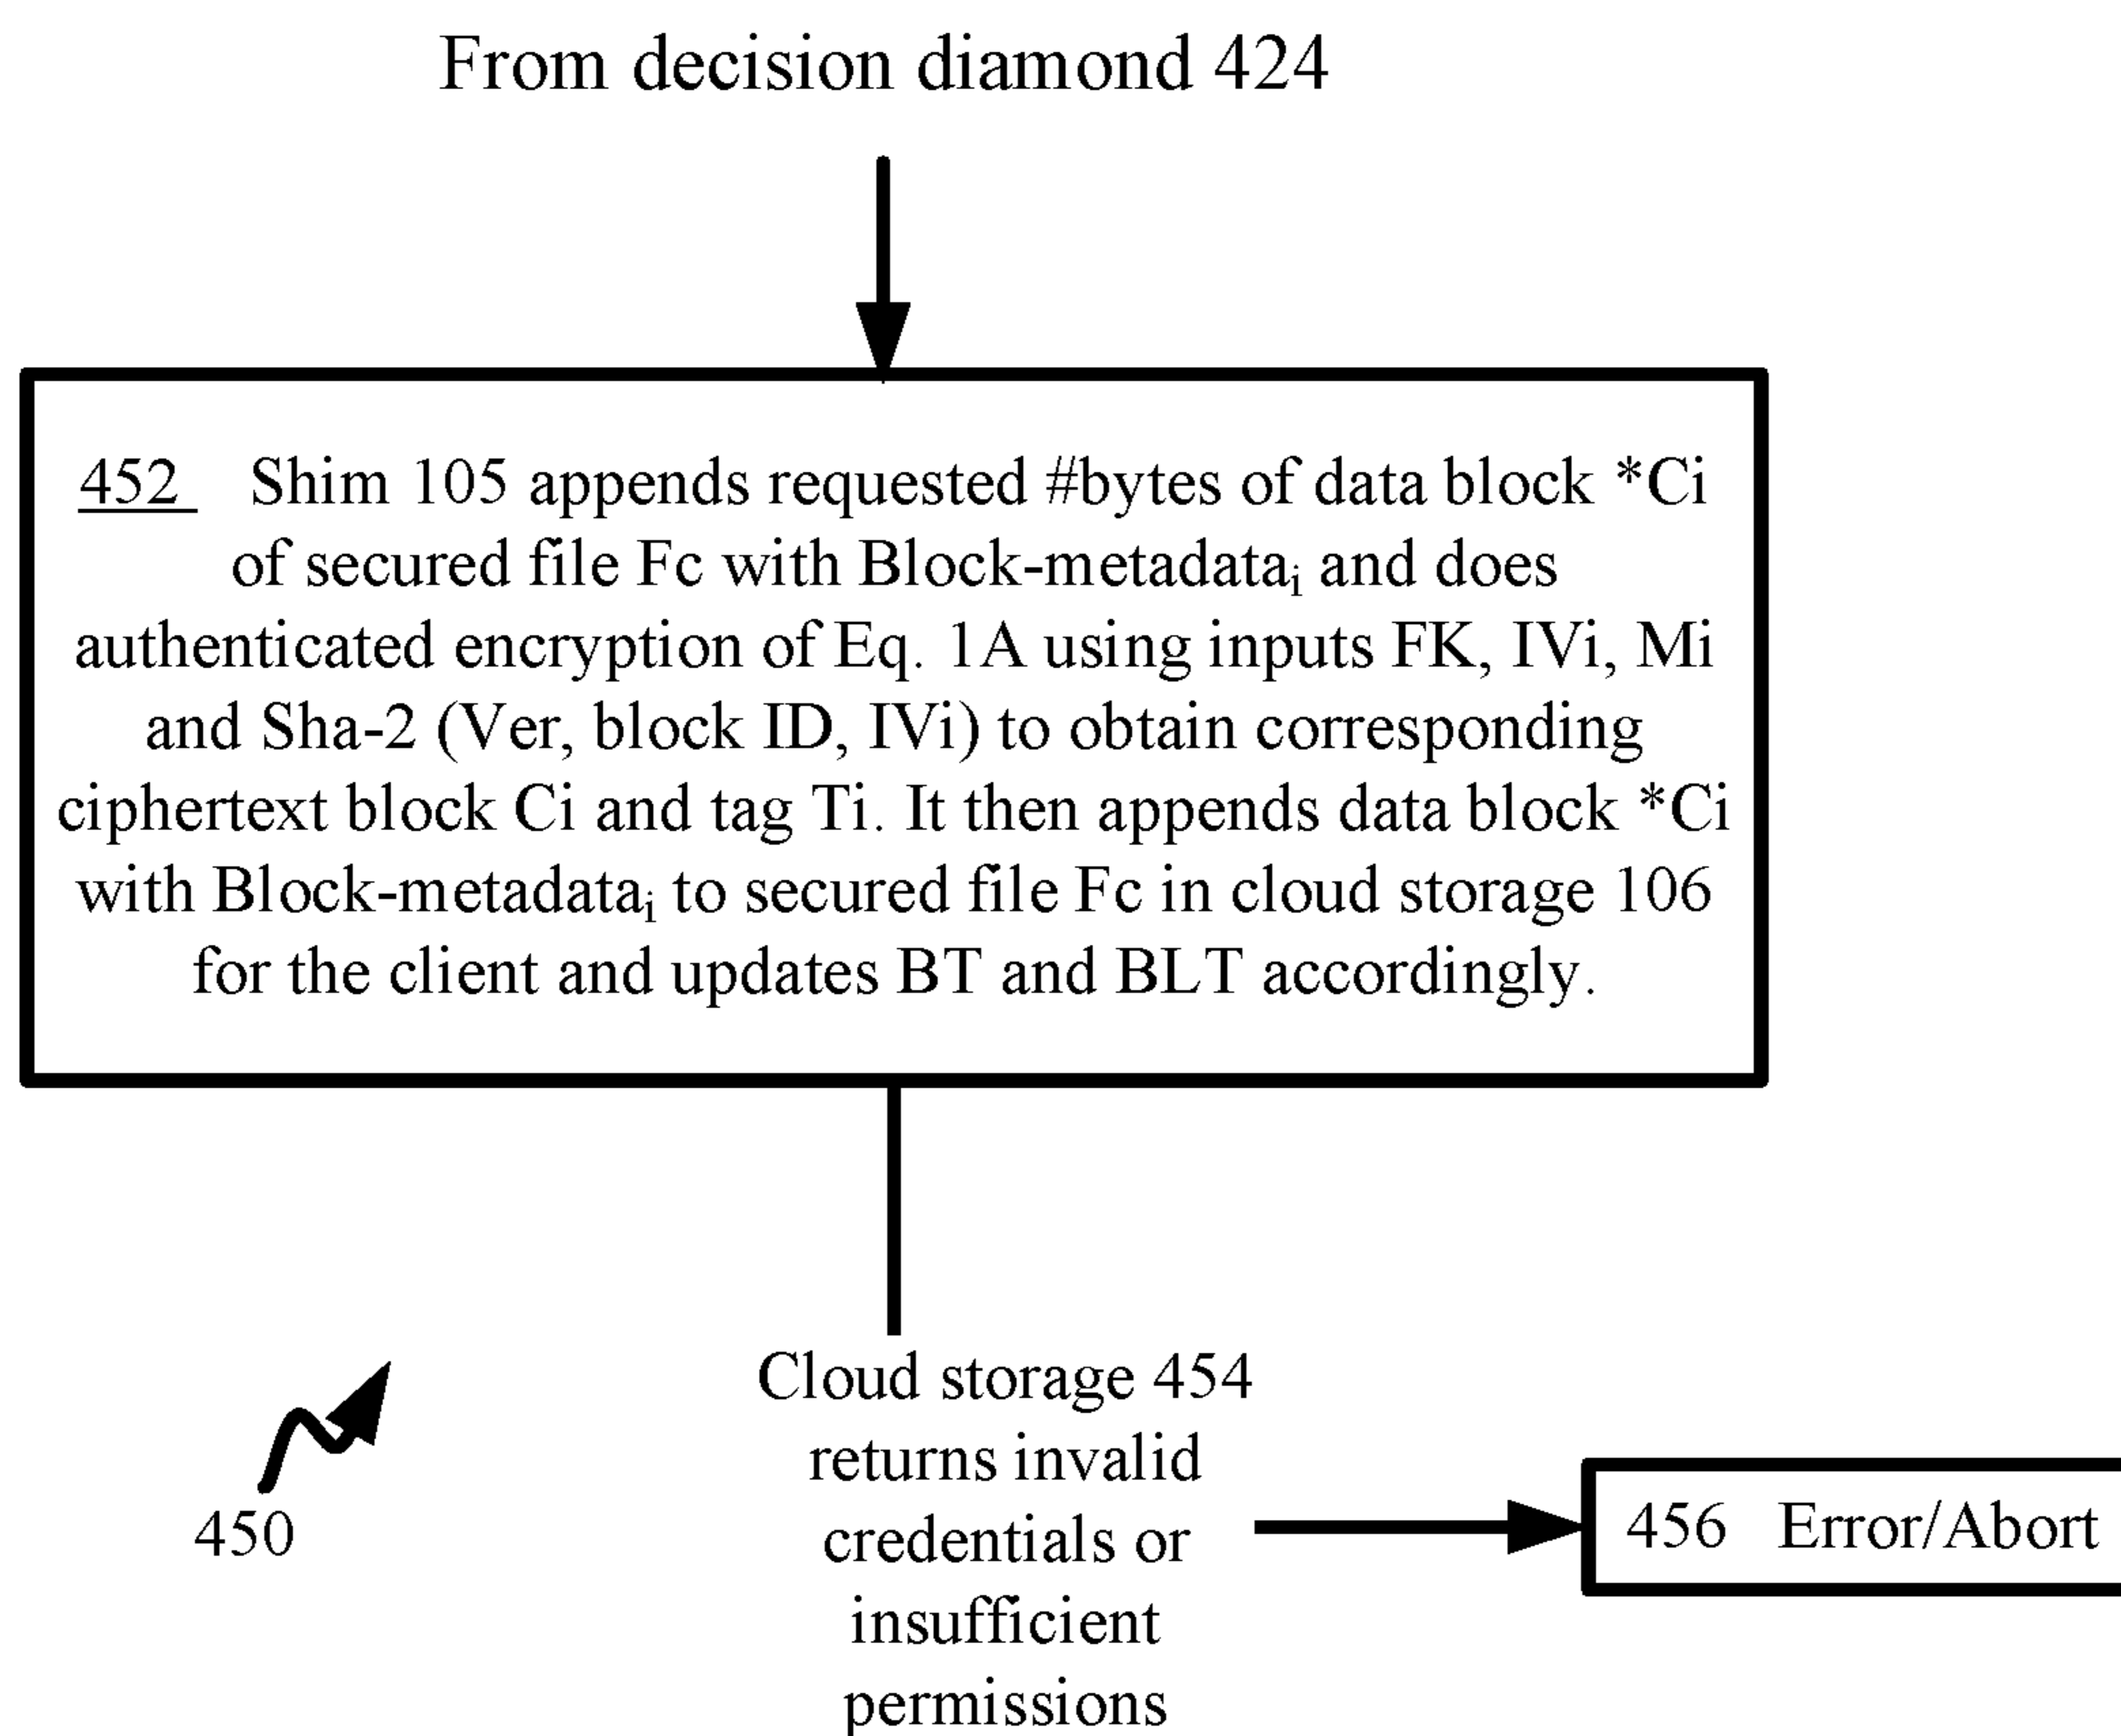 From decision diamond 424
452 Shim 105 appends requested #bytes of data block *Ci
of secured file Fc with Block-metadataᵢ and does
authenticated encryption of Eq. 1A using inputs FK, IVi, Mi
and Sha-2 (Ver, block ID, IVi) to obtain corresponding
ciphertext block Ci and tag Ti. It then appends data block *Ci
with Block-metadataᵢ to secured file Fc in cloud storage 106
for the client and updates BT and BLT accordingly.
Cloud storage 454
returns invalid
credentials or
insufficient
permissions
456 Error/Abort
450